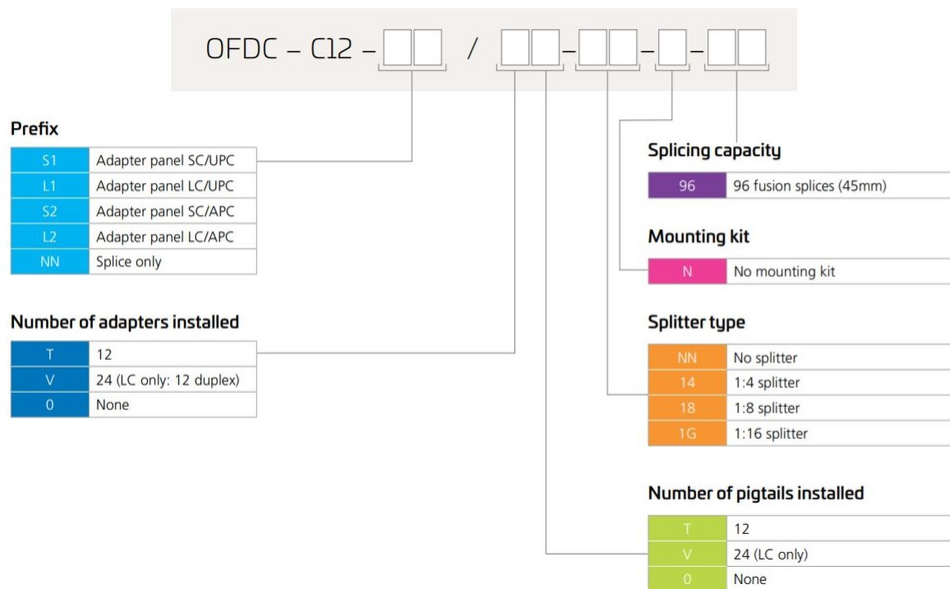 OFDC – C12 – / – – –
Prefix
S1 Adapter panel SC/UPC
L1 Adapter panel LC/UPC
S2 Adapter panel SC/APC
L2 Adapter panel LC/APC
NN Splice only
Number of adapters installed
T 12
V 24 (LC only: 12 duplex)
0 None
Splicing capacity
96 96 fusion splices (45mm)
Mounting kit
N No mounting kit
Splitter type
NN No splitter
14 1:4 splitter
18 1:8 splitter
1G 1:16 splitter
Number of pigtails installed
T 12
V 24 (LC only)
0 None